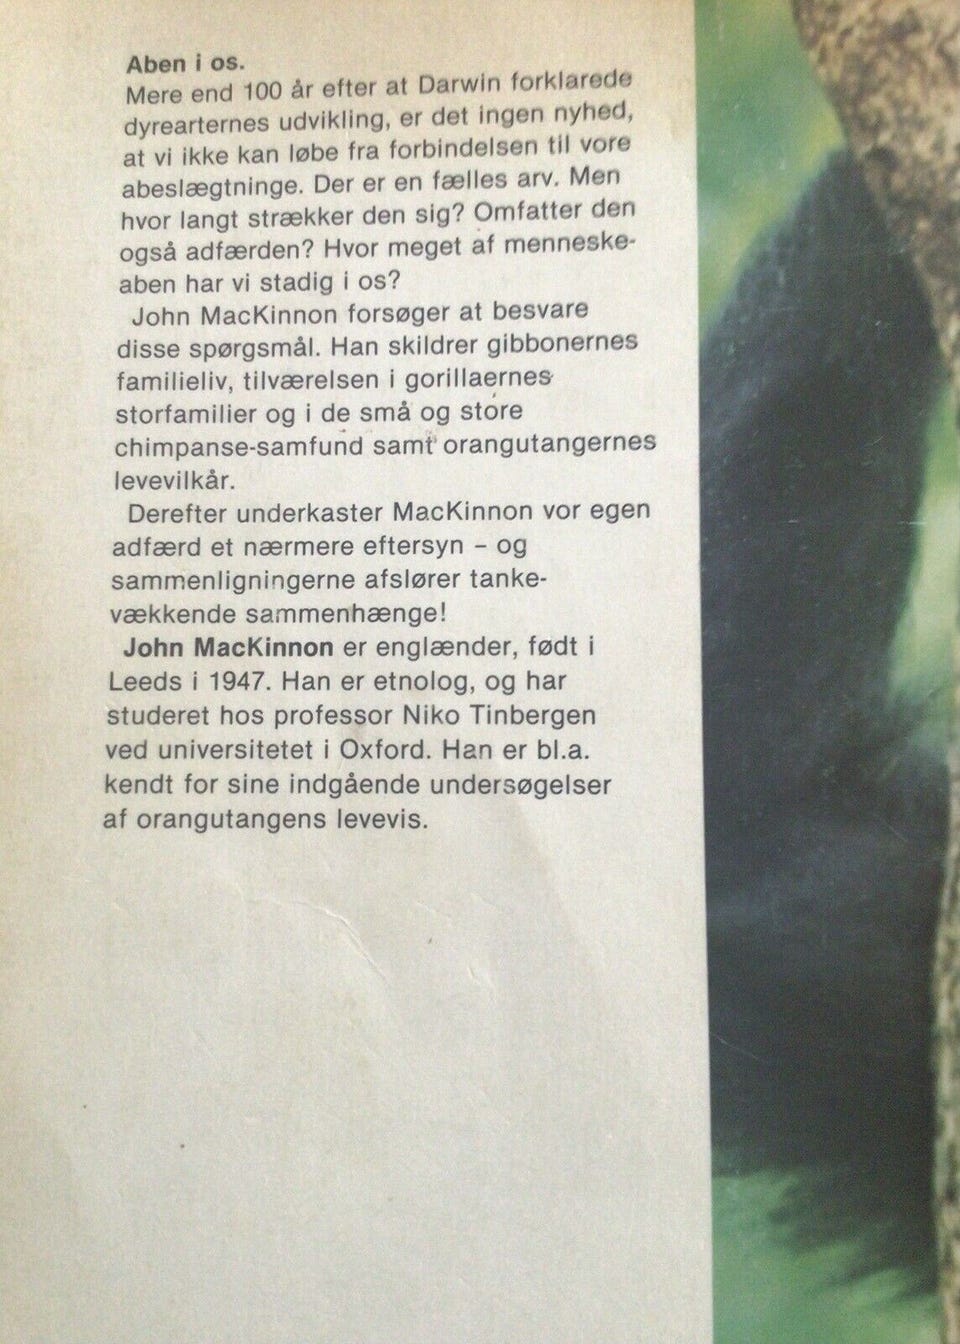 Aben i os.
Mere end 100 år efter at Darwin forklarede
dyrearternes udvikling, er det ingen nyhed,
at vi ikke kan løbe fra forbindelsen til vore
abeslægtninge. Der er en fælles arv. Men
hvor langt strækker den sig? Omfatter den
også adfærden? Hvor meget af menneske-
aben har vi stadig i os?
John MacKinnon forsøger at besvare
disse spørgsmål. Han skildrer gibbonernes
familieliv, tilværelsen i gorillaernes
storfamilier og i de små og store
chimpanse-samfund samt orangutangernes
levevilkår.
Derefter underkaster MacKinnon vor egen
adfærd et nærmere eftersyn – og
sammenligningerne afslører tanke-
vækkende sammenhænge!
John MacKinnon er englænder, født i
Leeds i 1947. Han er etnolog, og har
studeret hos professor Niko Tinbergen
ved universitetet i Oxford. Han er bl.a.
kendt for sine indgående undersøgelser
af orangutangens levevis.